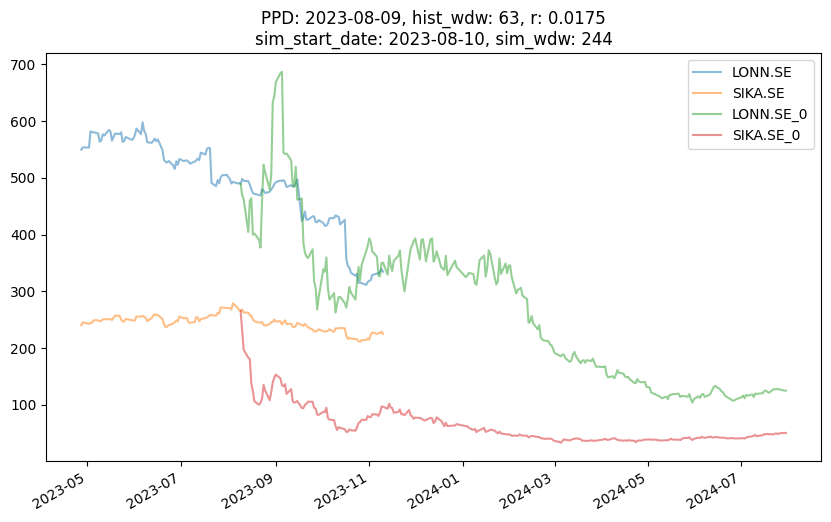 PPD: 2023-08-09, hist_wdw: 63, r: 0.0175
sim_start_date: 2023-08-10, sim_wdw: 244
LONN.SE
SIKA.SE
LONN.SE_0
SIKA.SE_0
700
600
500
400
300
200
100
2023-05
2023-07
2023-09
2023-11
2024-01
2024-03
2024-05
2024-07